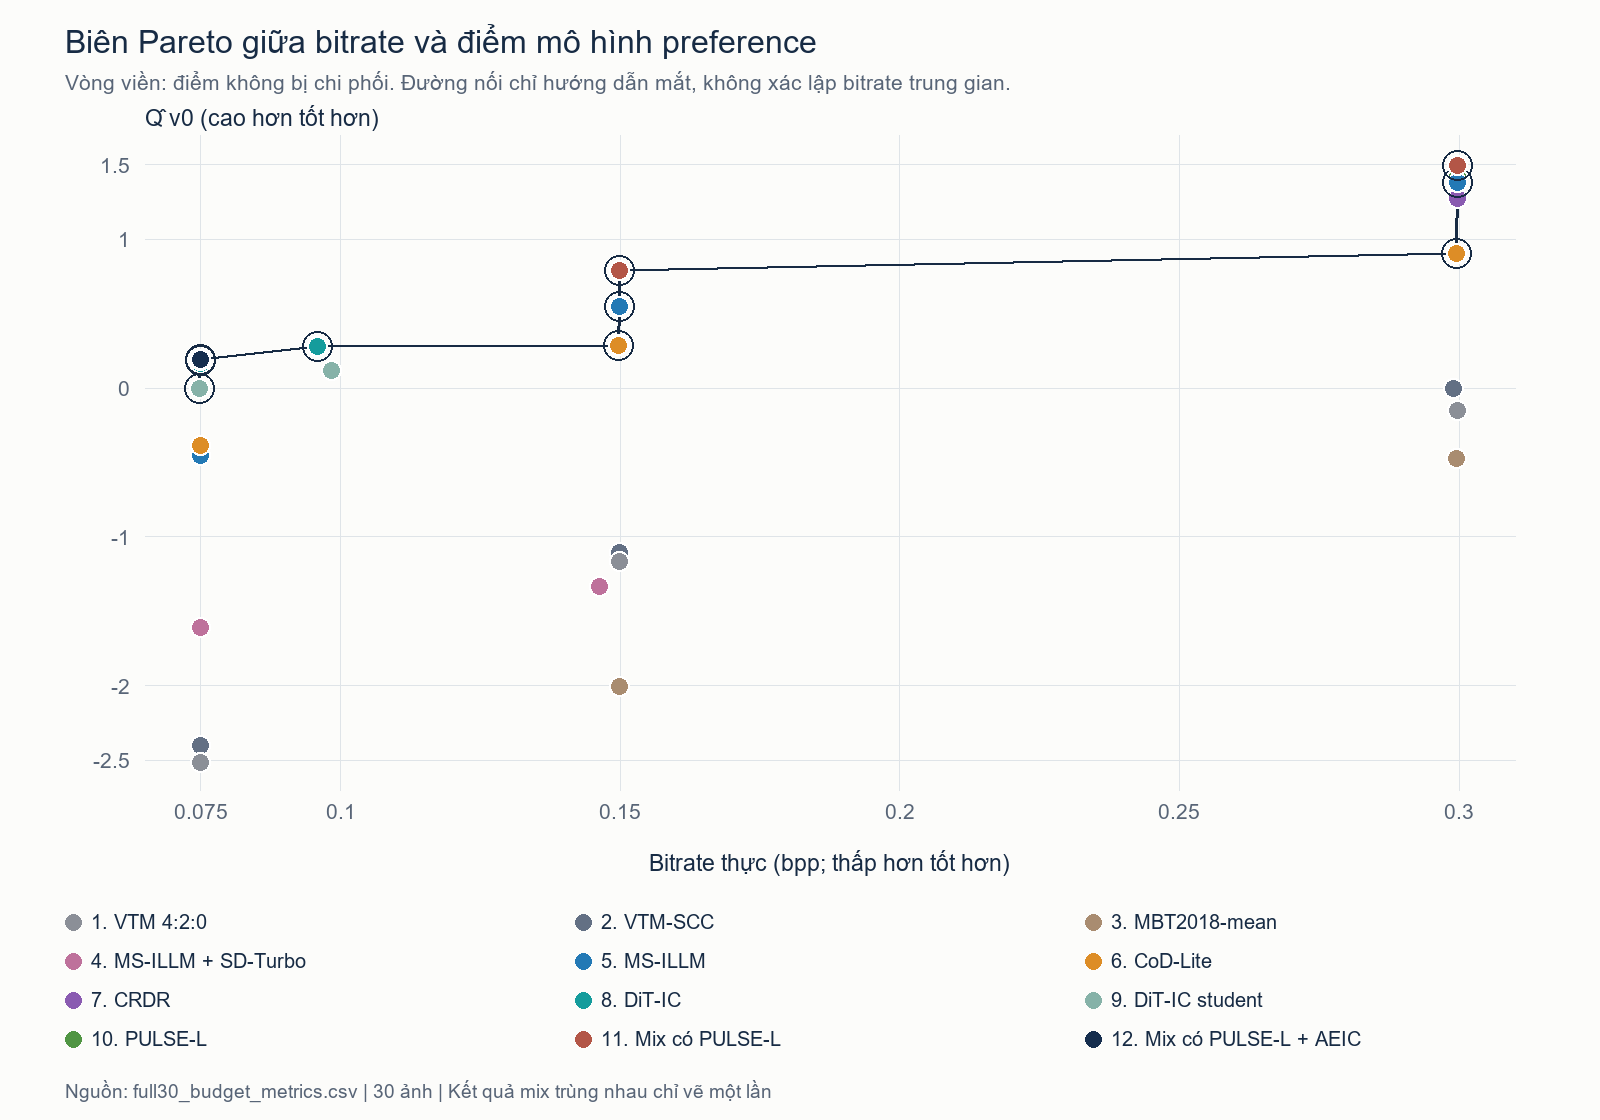 Biên Pareto giữa bitrate và điểm mô hình preference
Vòng viền: điểm không bị chi phối. Đường nối chỉ hướng dẫn mắt, không xác lập bitrate trung gian.
Q̂ v0 (cao hơn tốt hơn)
1.5
1
0
-1
-2
-2.5
0.075 0.1 0.15 0.2 0.25 0.3
Bitrate thực (bpp; thấp hơn tốt hơn)
1. VTM 4:2:0 2. VTM-SCC 3. MBT2018-mean
4. MS-ILLM + SD-Turbo 5. MS-ILLM 6. CoD-Lite
7. CRDR 8. DiT-IC 9. DiT-IC student
10. PULSE-L 11. Mix có PULSE-L 12. Mix có PULSE-L + AEIC
Nguồn: full30_budget_metrics.csv | 30 ảnh | Kết quả mix trùng nhau chỉ vẽ một lần